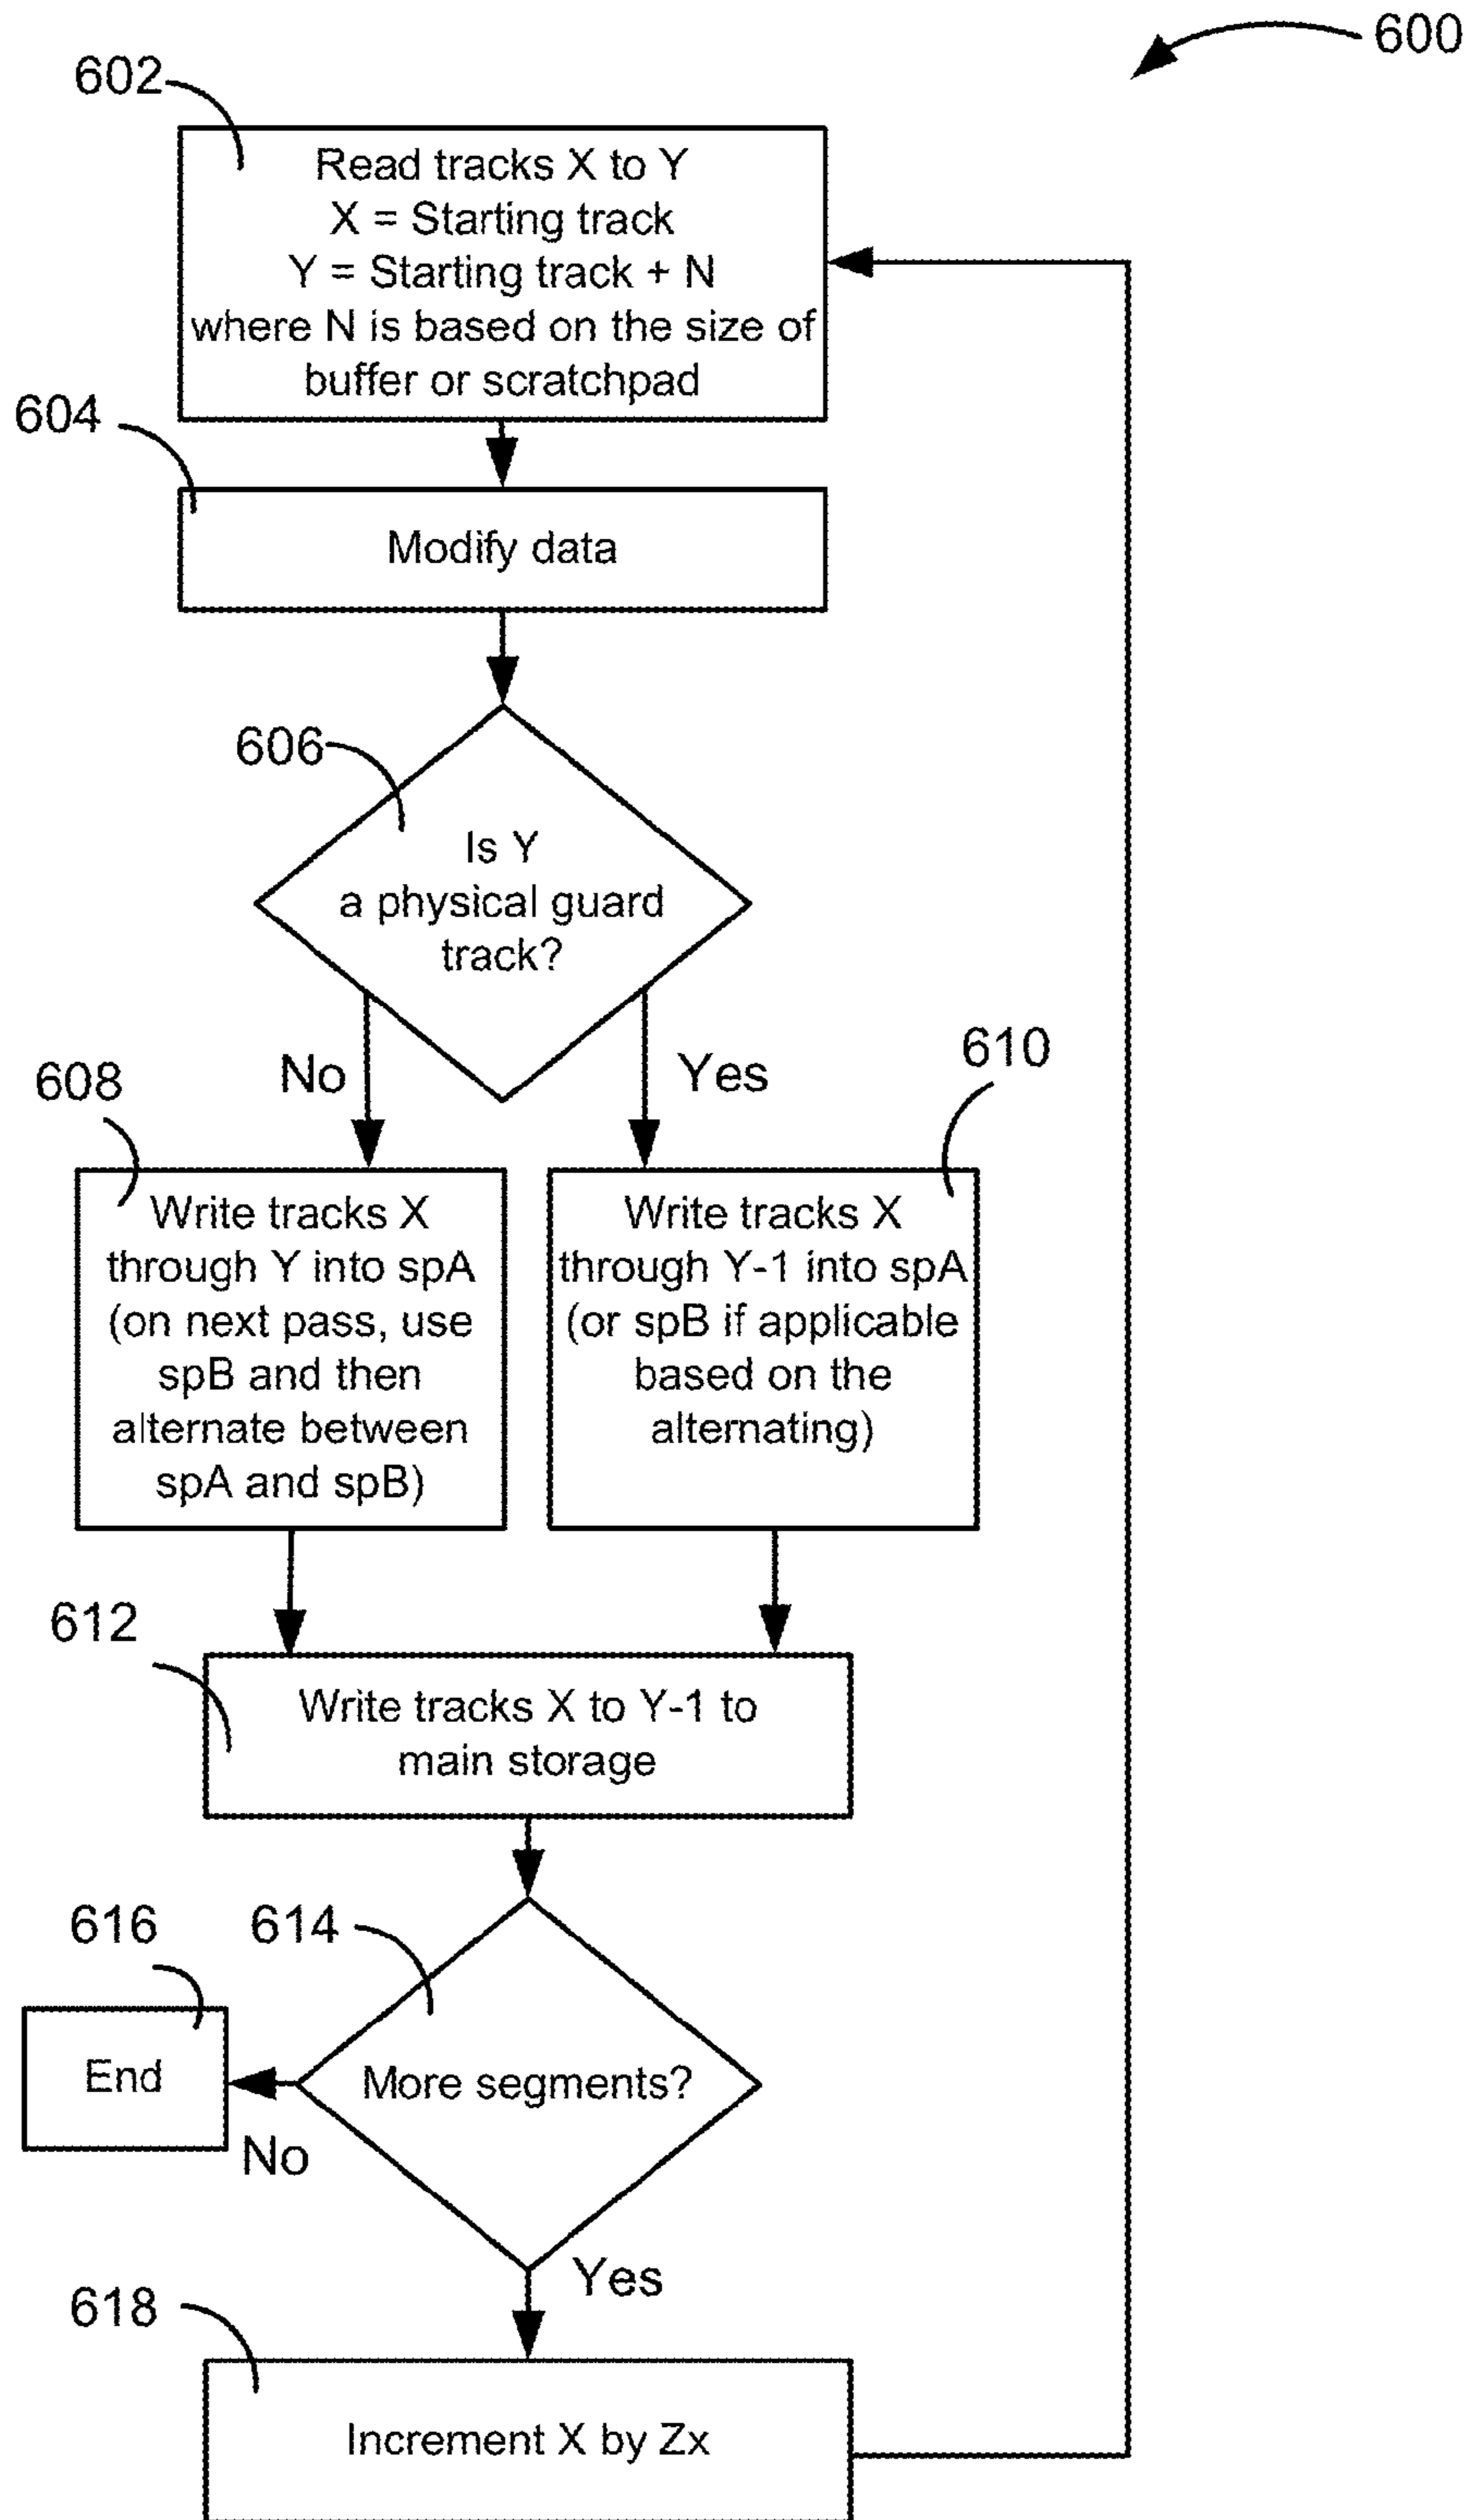 600
602
Read tracks X to Y
X = Starting track
Y = Starting track + N
where N is based on the size of
buffer or scratchpad
604
Modify data
606
Is Y
a physical guard
track?
No
Yes
608
610
Write tracks X
through Y into spA
(on next pass, use
spB and then
alternate between
spA and spB)
Write tracks X
through Y-1 into spA
(or spB if applicable
based on the
alternating)
612
Write tracks X to Y-1 to
main storage
616
614
End
More segments?
No
Yes
618
Increment X by Zx